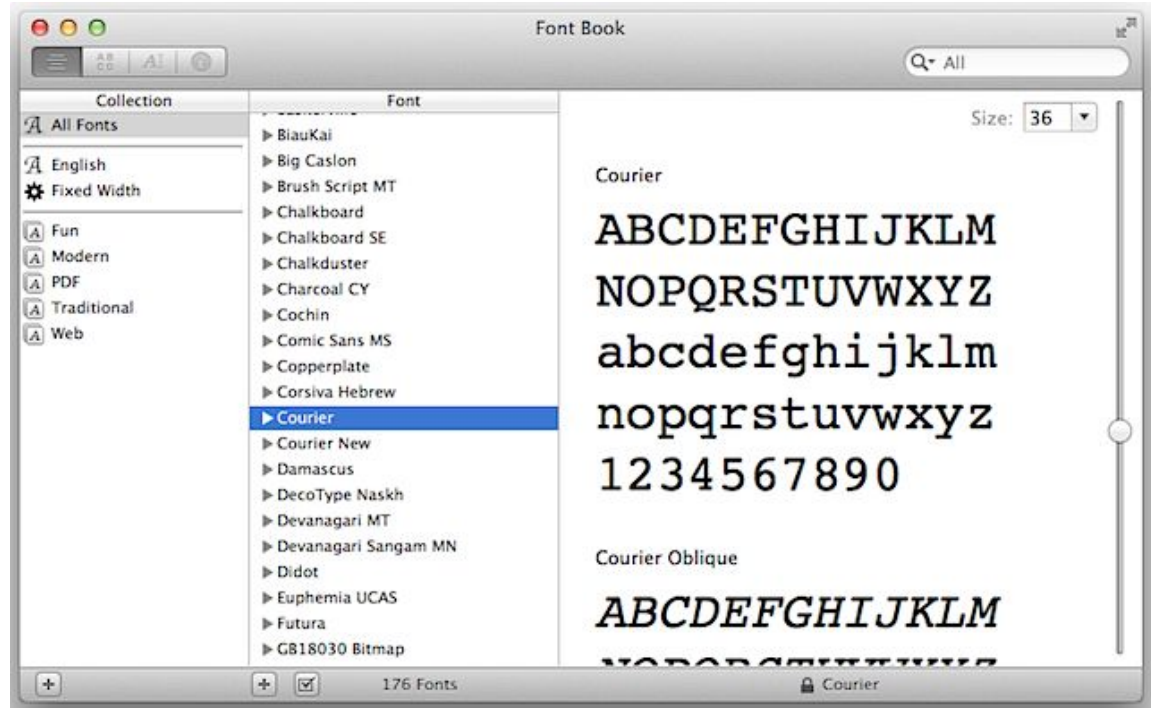 Font Book
All
Collection
All Fonts
English
Fixed Width
Fun
Modern
PDF
Traditional
Web
Font
BiauKai
Big Caslon
Brush Script MT
Chalkboard
Chalkboard SE
Chalkduster
Charcoal CY
Cochin
Comic Sans MS
Copperplate
Corsiva Hebrew
Courier
Courier New
Damascus
DecoType Naskh
Devanagari MT
Devanagari Sangam MN
Didot
Euphemia UCAS
Futura
GB18030 Bitmap
Size: 36
Courier
ABCDEFGHIJKLM
NOPQRSTUVWXYZ
abcdefghijklm
nopqrstuvwxyz
1234567890
Courier Oblique
ABCDEFGHIJKLM
176 Fonts
Courier